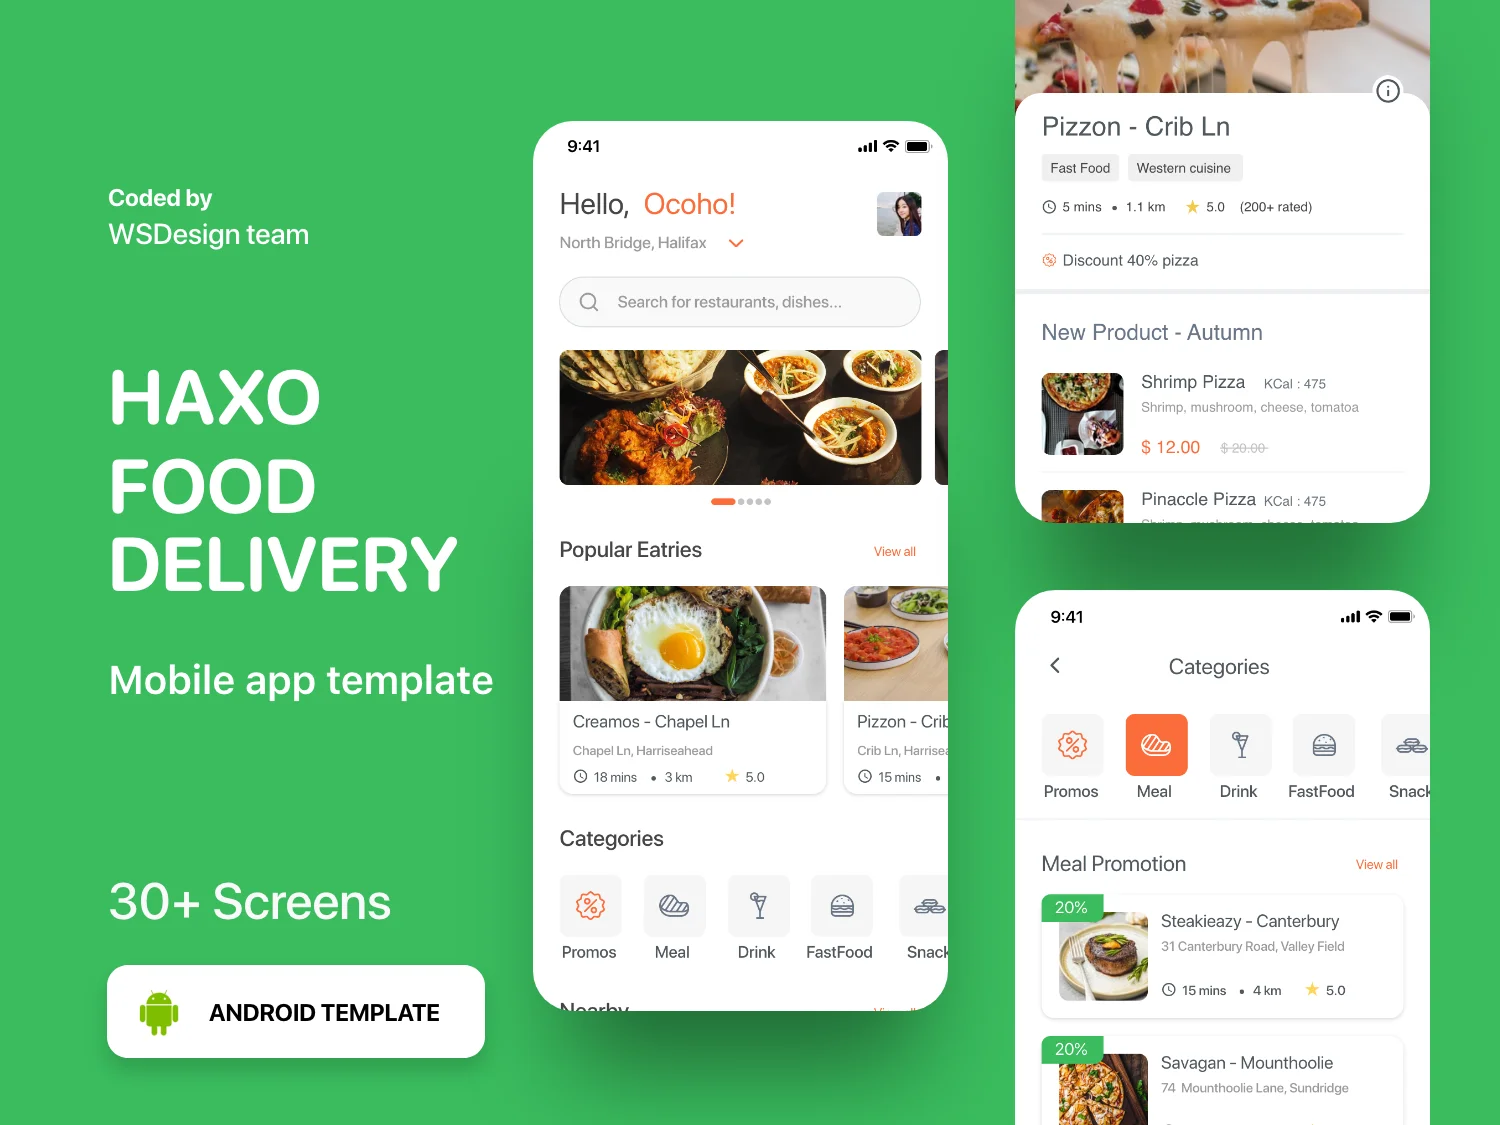 Coded by
WSDesign team
HAXO
FOOD
DELIVERY
Mobile app template
30+ Screens
ANDROID TEMPLATE
9:41
Hello, Ocoho!
North Bridge, Halifax
Search for restaurants, dishes...
Popular Eatries
View all
Creamos - Chapel Ln
Chapel Ln, Harriseahead
18 mins • 3 km 5.0
Pizzon - Crib
Crib Ln, Harrisea
15 mins •
Categories
Promos Meal Drink FastFood Snack
Nearby
View all
Pizzon - Crib Ln
Fast Food Western cuisine
5 mins • 1.1 km 5.0 (200+ rated)
Discount 40% pizza
New Product - Autumn
Shrimp Pizza KCal : 475
Shrimp, mushroom, cheese, tomatoa
$ 12.00 $ 20.00
Pinaccle Pizza KCal : 475
Shrimp, mushroom, cheese, tomatoa
9:41
Categories
Promos Meal Drink FastFood Snack
Meal Promotion
View all
20%
Steakieazy - Canterbury
31 Canterbury Road, Valley Field
15 mins • 4 km 5.0
20%
Savagan - Mounthoolie
74 Mounthoolie Lane, Sundridge